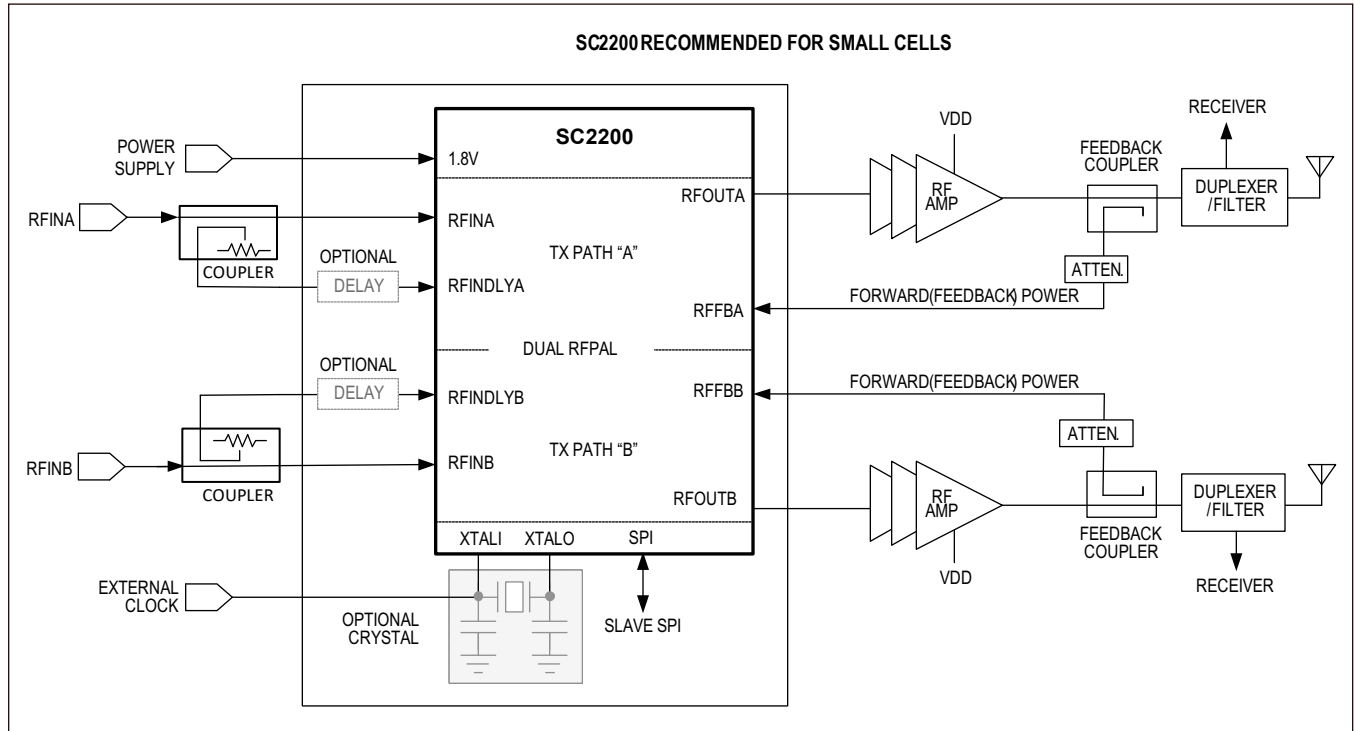 SC2200 RECOMMENDED FOR SMALL CELLS
POWER
SUPPLY
RFINA
COUPLER
OPTIONAL
DELAY
OPTIONAL
DELAY
RFINB
COUPLER
EXTERNAL
CLOCK
OPTIONAL
CRYSTAL
SC2200
1.8V
RFINA
RFOUTA
TX PATH “A”
RFINDLYA
RFFBA
DUAL RFPAL
RFFBB
RFINDLYB
TX PATH “B”
RFINB
RFOUTB
XTALI
XTALO
SPI
SLAVE SPI
VDD
RF
AMP
FEEDBACK
COUPLER
RECEIVER
DUPLEXER
/FILTER
ATTEN.
FORWARD(FEEDBACK) POWER
FORWARD(FEEDBACK) POWER
ATTEN.
RF
AMP
VDD
FEEDBACK
COUPLER
DUPLEXER
/FILTER
RECEIVER